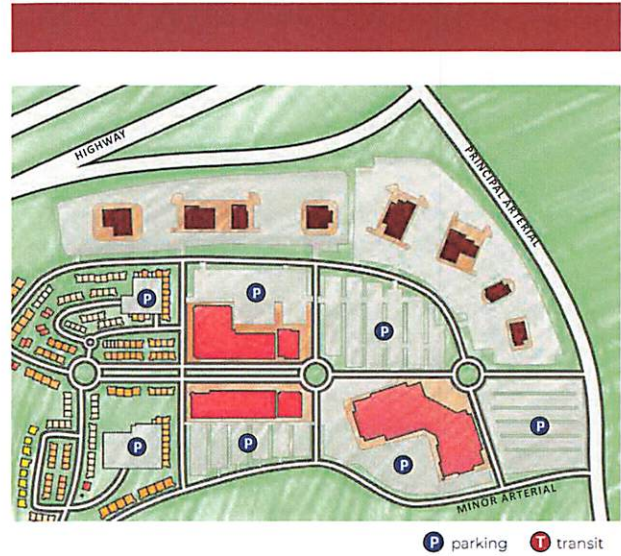 HIGHWAY
PRINCIPAL ARTERIAL
P
P
P
P
P
P
P
MINOR ARTERIAL
P parking T transit